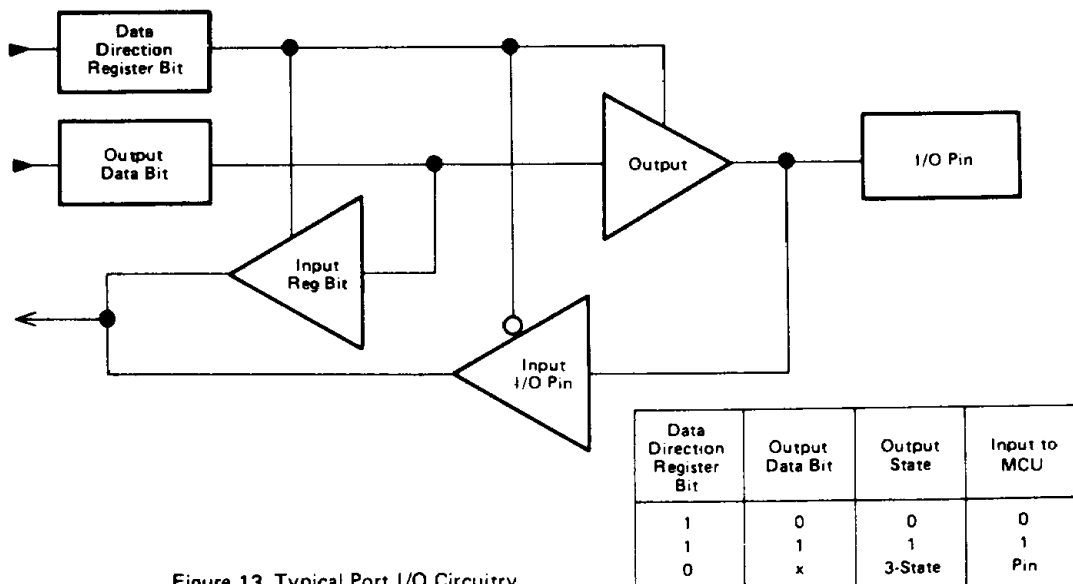 Data
Direction
Register Bit
Output
Data Bit
Output
I/O Pin
Input
Reg Bit
Input
I/O Pin
Data
Direction
Register
Bit
Output
Data Bit
Output
State
Input to
MCU
1 0 0 0
1 1 1 1
0 x 3-State Pin
Figure 13 Typical Port I/O Circuitry